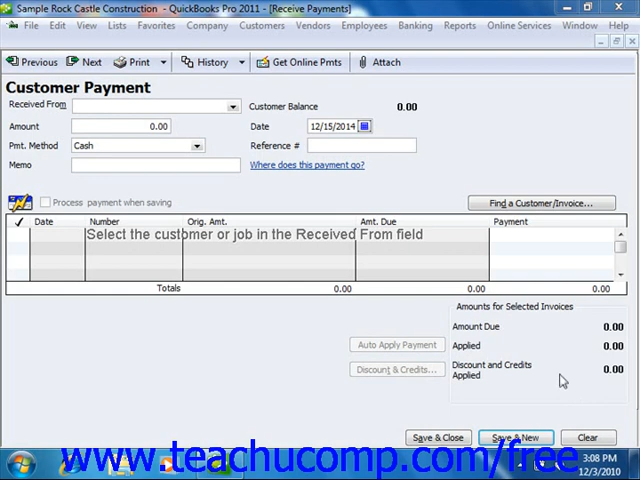 Sample Rock Castle Construction - QuickBooks Pro 2011 - [Receive Payments]
File Edit View Lists Favorites Company Customers Vendors Employees Banking Reports Online Services Window Help
Previous Next Print History Get Online Pmts Attach
Customer Payment
Received From Customer Balance 0.00
Amount 0.00 Date 12/15/2014
Pmt. Method Cash Reference #
Memo Where does this payment go?
Process payment when saving Find a Customer/Invoice...
✓ Date Number Orig. Amt. Amt. Due Payment
Select the customer or job in the Received From field
Totals 0.00 0.00 0.00
Amounts for Selected Invoices
Amount Due 0.00
Auto Apply Payment Applied 0.00
Discount & Credits... Discount and Credits Applied 0.00
Save & Close Save & New Clear
www.teachucomp.com/free
3:08 PM
12/3/2010